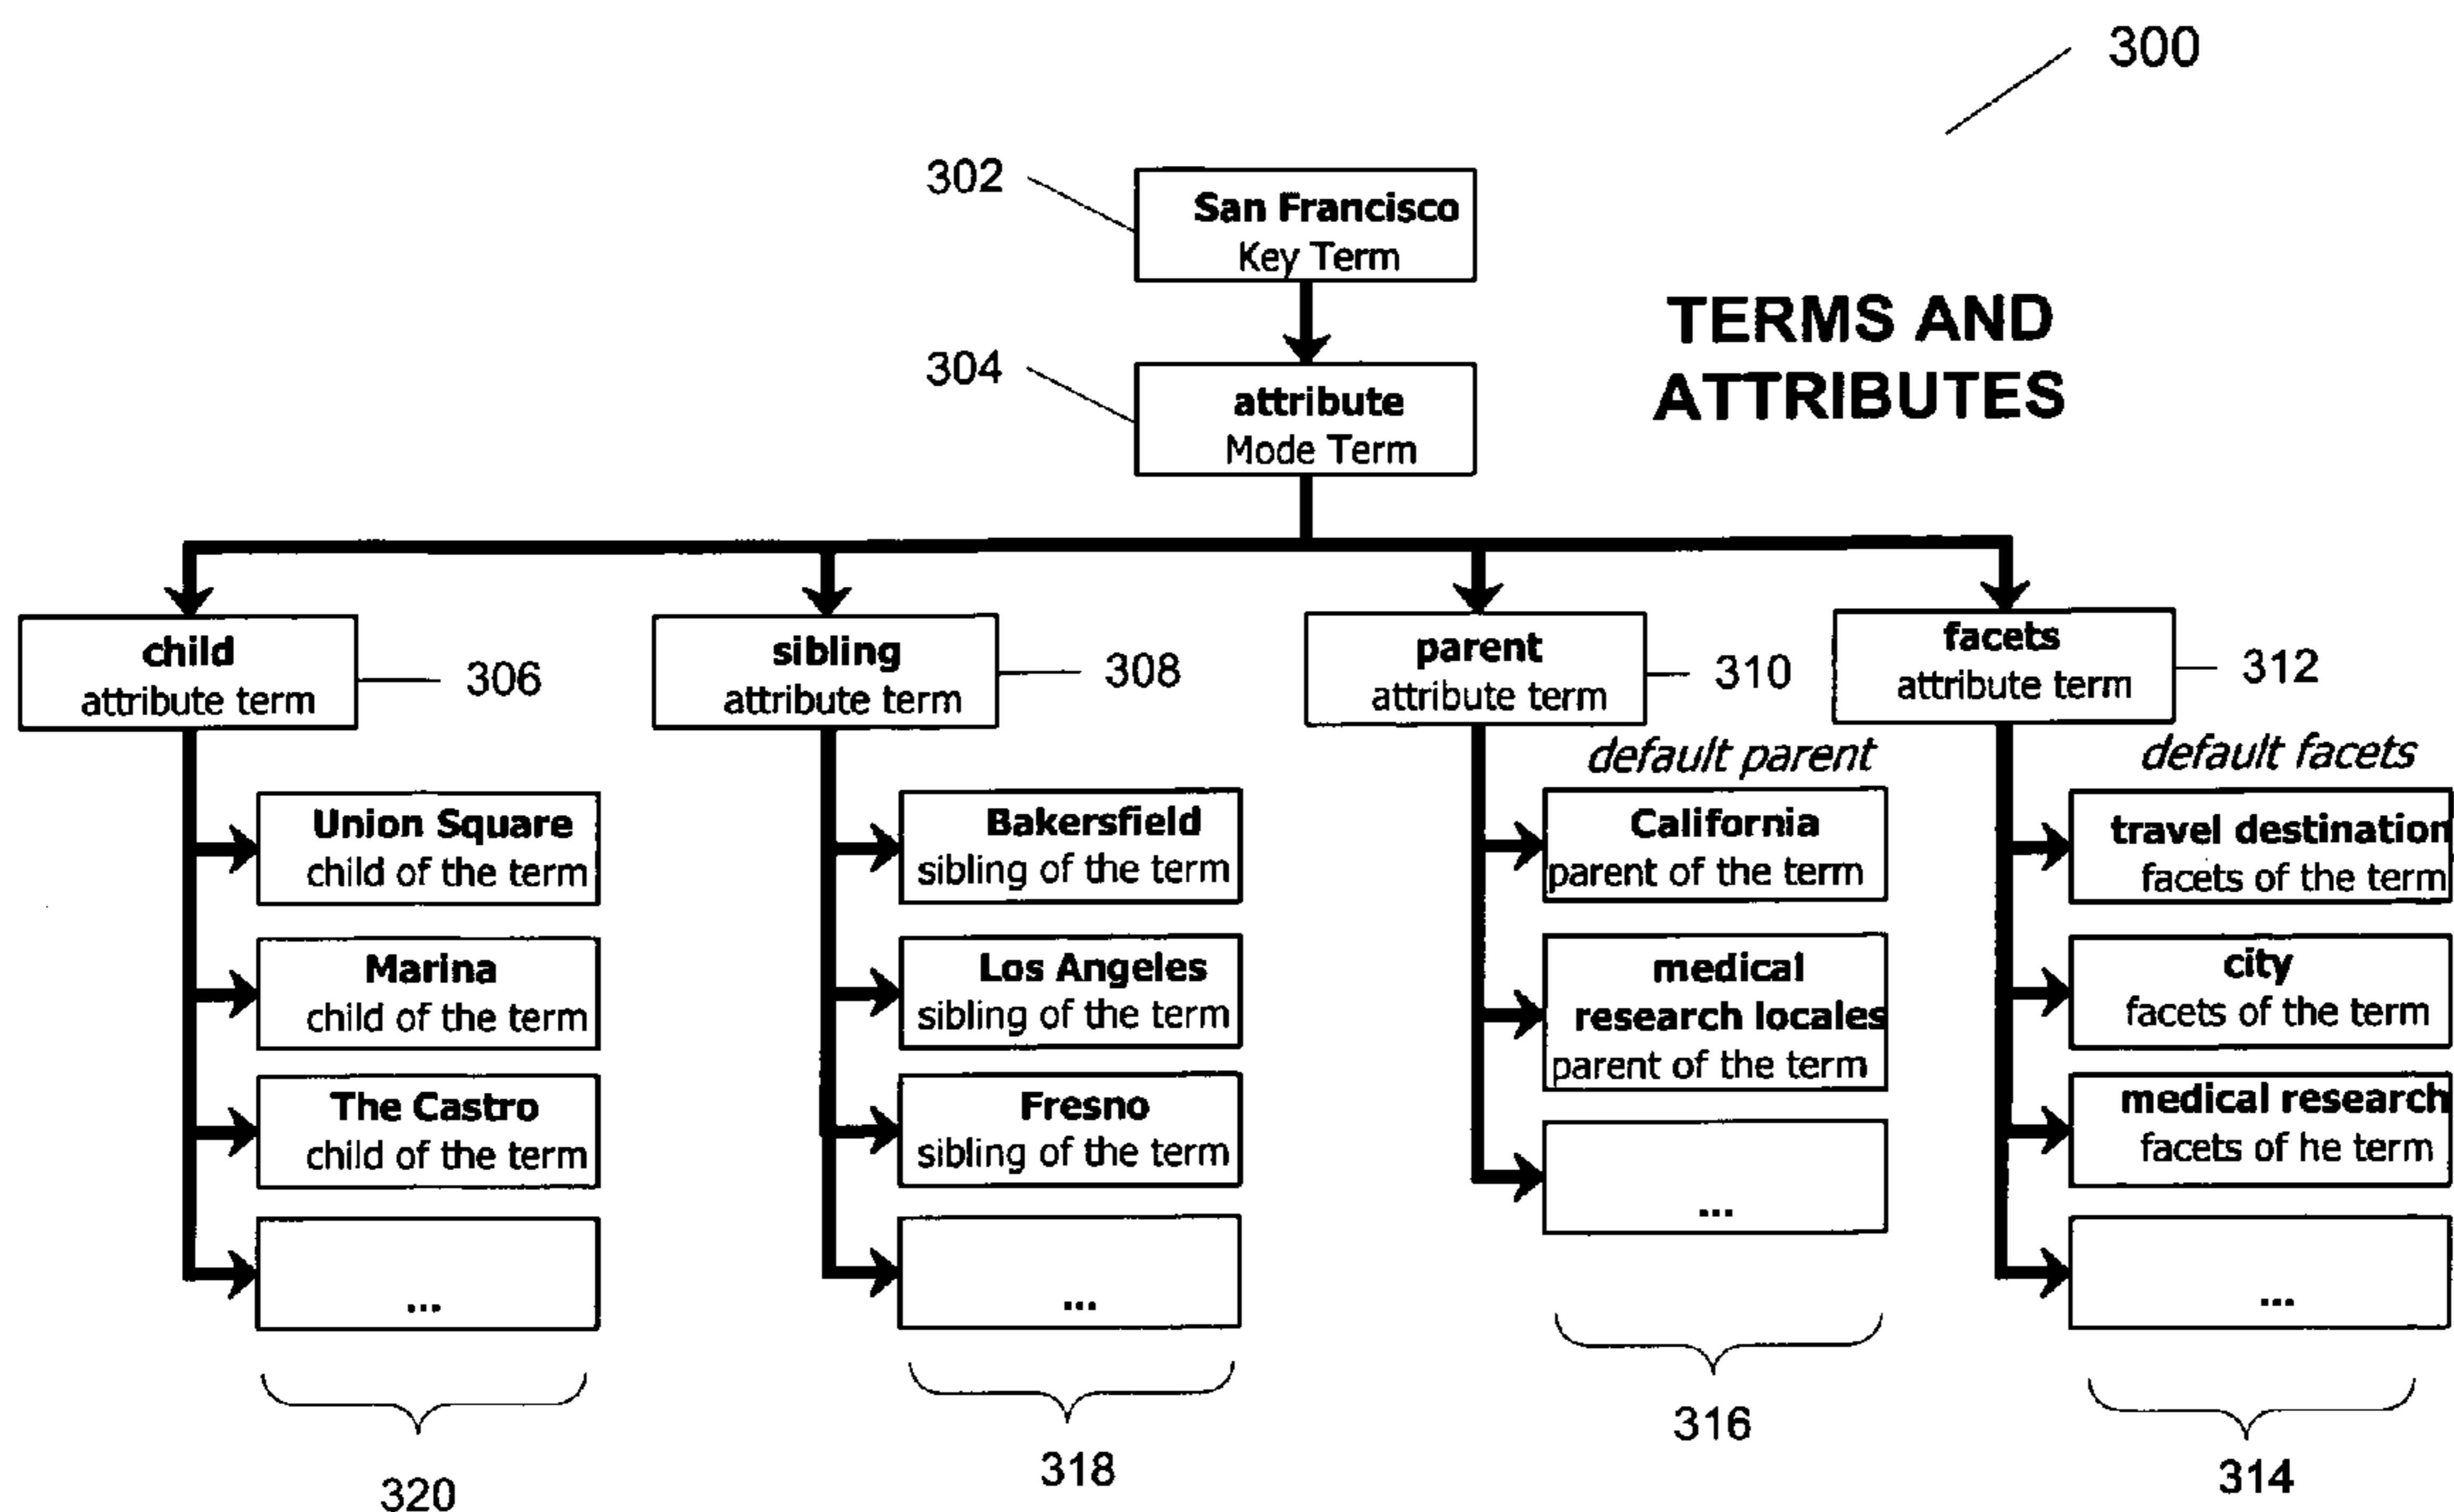 300
302
San Francisco
Key Term
TERMS AND
ATTRIBUTES
304
attribute
Mode Term
child
attribute term
306
sibling
attribute term
308
parent
attribute term
310
facets
attribute term
312
Union Square
child of the term
Marina
child of the term
The Castro
child of the term
...
320
Bakersfield
sibling of the term
Los Angeles
sibling of the term
Fresno
sibling of the term
...
318
default parent
California
parent of the term
medical
research locales
parent of the term
...
316
default facets
travel destination
facets of the term
city
facets of the term
medical research
facets of he term
...
314